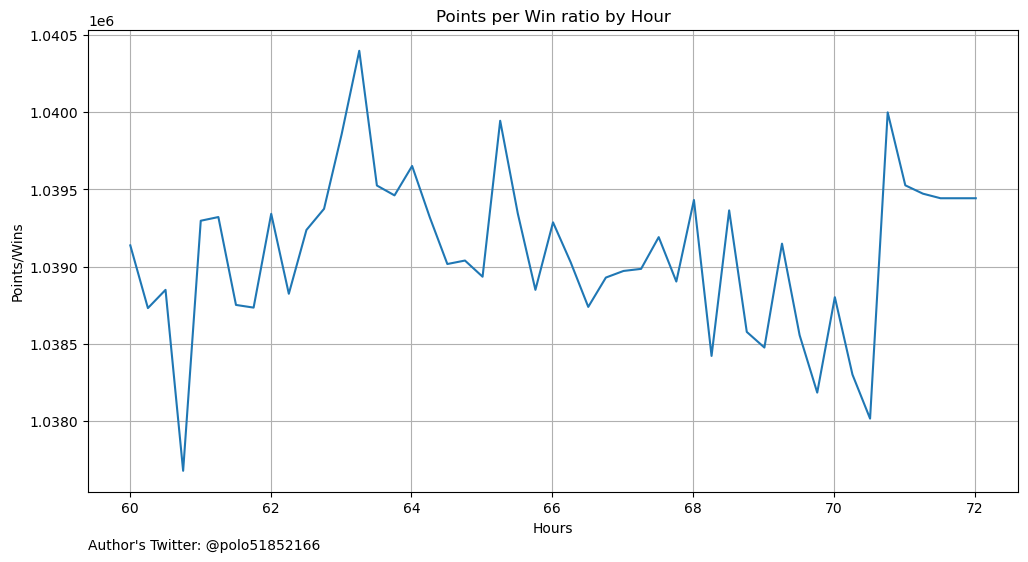 Points per Win ratio by Hour
1e6
1.0405
1.0400
1.0395
1.0390
1.0385
1.0380
Points/Wins
60 62 64 66 68 70 72
Hours
Author's Twitter: @polo51852166